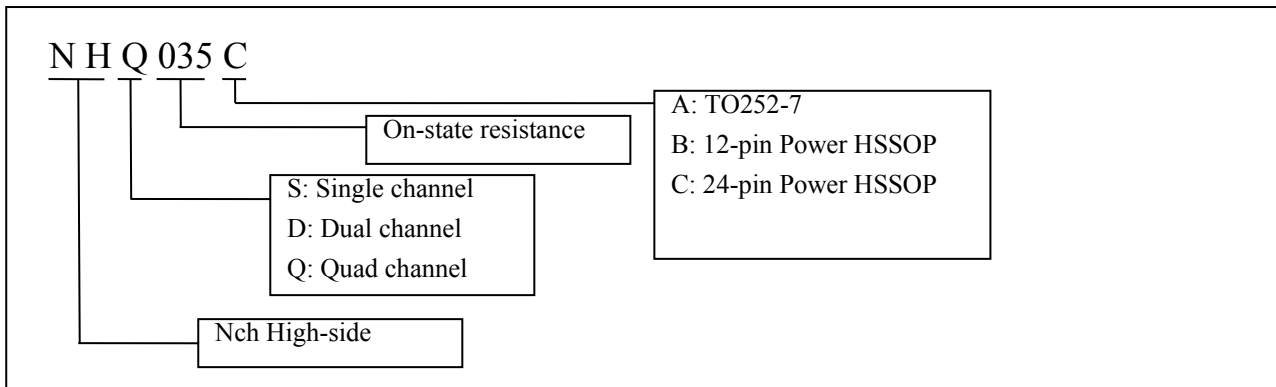 N H Q 035 C
A: TO252-7
B: 12-pin Power HSSOP
C: 24-pin Power HSSOP
On-state resistance
S: Single channel
D: Dual channel
Q: Quad channel
Nch High-side